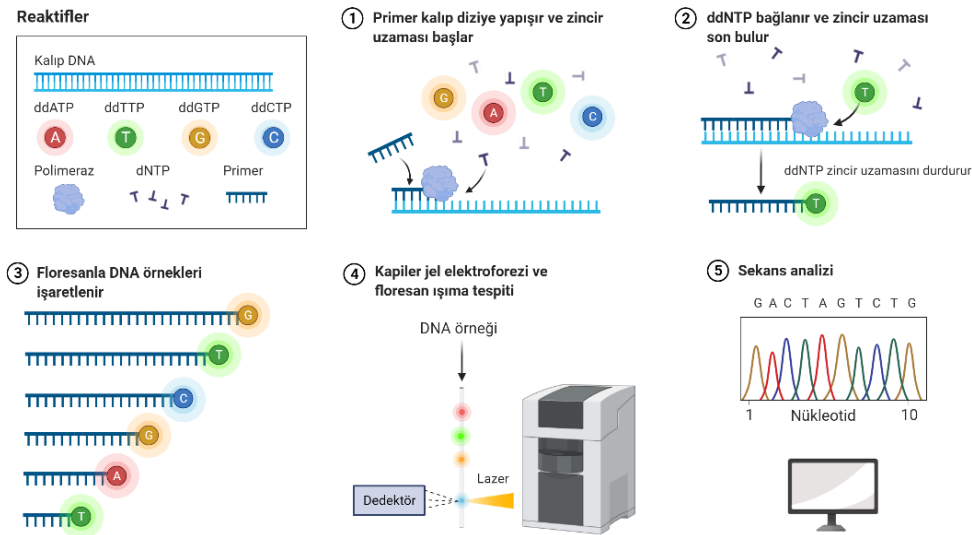 Reaktifler
Kalıp DNA
ddATP ddTTP ddGTP ddCTP
A T G C
Polimeraz dNTP Primer
1 Primer kalıp diziye yapışır ve zincir
uzaması başlar
G A T C
2 ddNTP bağlanır ve zincir uzaması
son bulur
T
ddNTP zincir uzamasını durdurur
T
3 Floresanla DNA örnekleri
işaretlenir
G
T
C
G
A
T
4 Kapiler jel elektroforezi ve
floresan ışıma tespiti
DNA örneği
Lazer
Dedektör
5 Sekans analizi
G A C T A G T C T G
1 Nükleotid 10